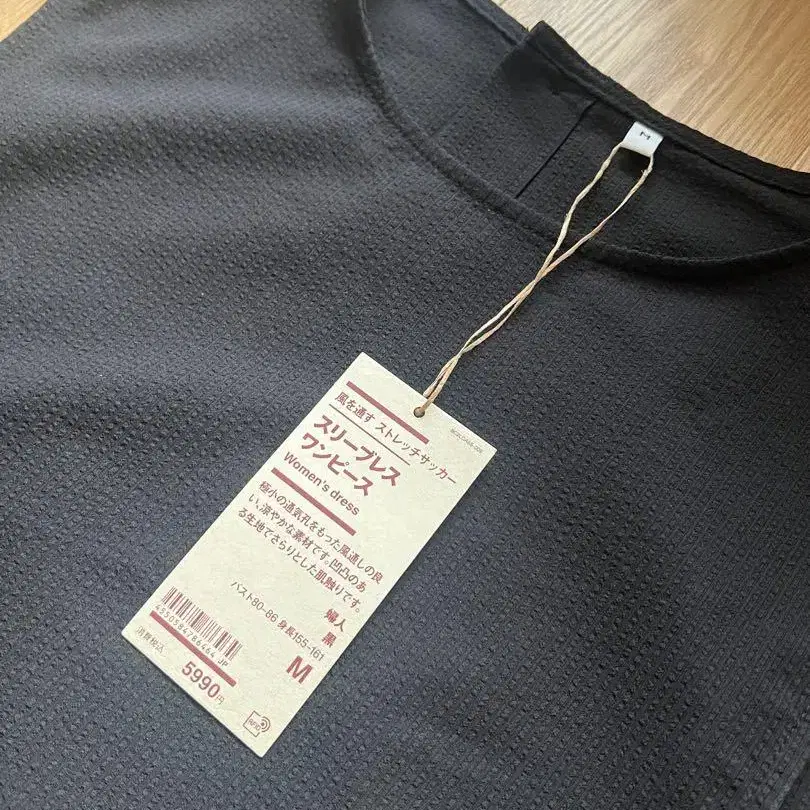 M
風を通す ストレッチサッカー
スリーブレス
ワンピース
Women's dress
極小の通気孔をもった風通しの良
い、涼やかな素材です。凹凸のあ
る生地でさらりとした肌触りです。
婦人
黒
バスト80-86 身長155-161
M
4550584786464 JP
消費税込
5990円
RFID